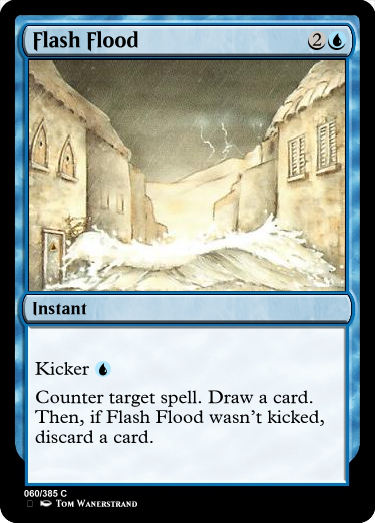 Flash Flood 2
Instant
Kicker
Counter target spell. Draw a card.
Then, if Flash Flood wasn't kicked,
discard a card.
060/385 C
Tom Wanerstrand